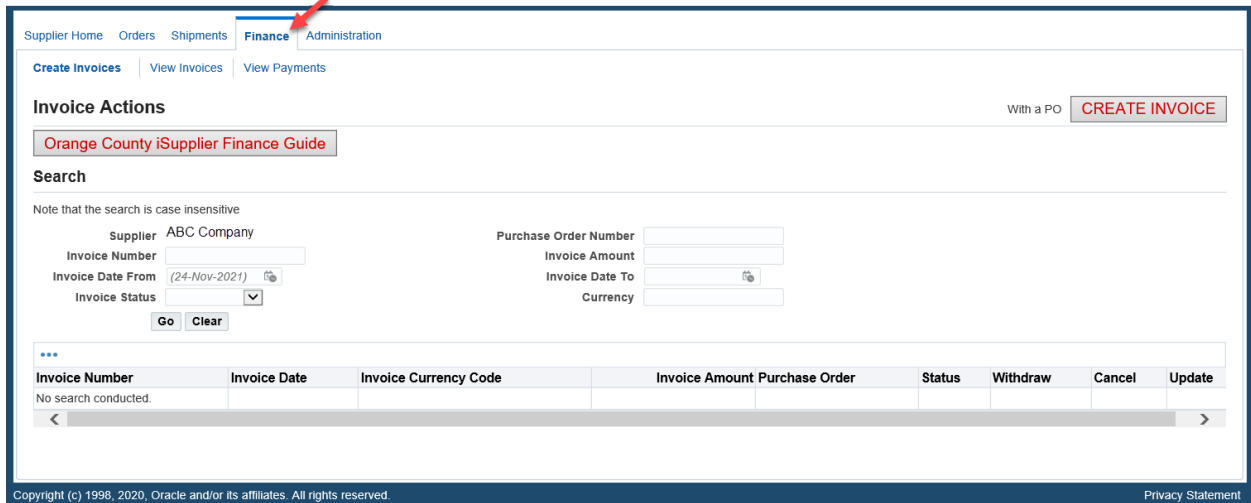 Supplier Home Orders Shipments Finance Administration
Create Invoices View Invoices View Payments
Invoice Actions
With a PO CREATE INVOICE
Orange County iSupplier Finance Guide
Search
Note that the search is case insensitive
Supplier ABC Company Purchase Order Number
Invoice Number Invoice Amount
Invoice Date From (24-Nov-2021) Invoice Date To
Invoice Status Currency
Go Clear
Invoice Number Invoice Date Invoice Currency Code Invoice Amount Purchase Order Status Withdraw Cancel Update
No search conducted.
Copyright (c) 1998, 2020, Oracle and/or its affiliates. All rights reserved. Privacy Statement